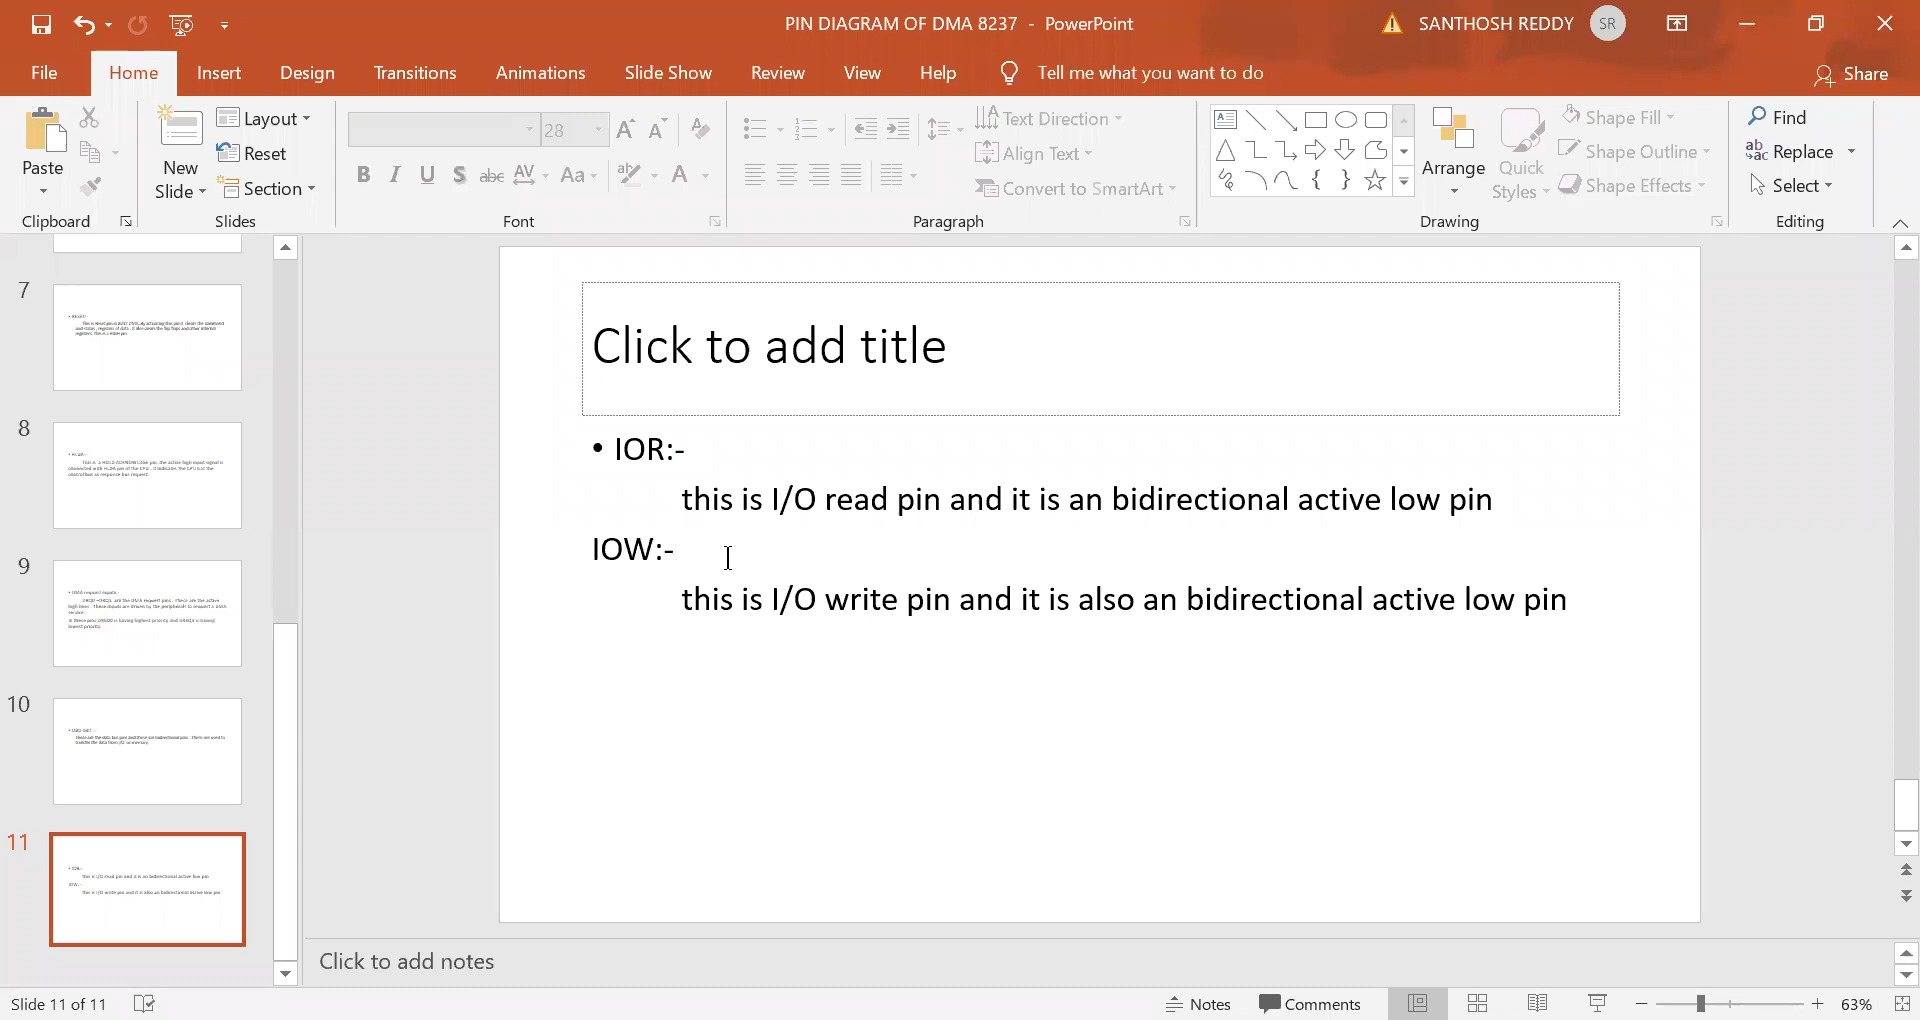 PIN DIAGRAM OF DMA 8237 - PowerPoint
SANTHOSH REDDY SR
File Home Insert Design Transitions Animations Slide Show Review View Help Tell me what you want to do Share
Paste
Clipboard
New Slide
Layout
Reset
Section
Slides
28
B I U S abc AV Aa A
Font
Text Direction
Align Text
Convert to SmartArt
Paragraph
Arrange
Quick Styles
Shape Fill
Shape Outline
Shape Effects
Drawing
Find
Replace
Select
Editing
7
8
9
10
11
Click to add title
• IOR:-
this is I/O read pin and it is an bidirectional active low pin
IOW:-
this is I/O write pin and it is also an bidirectional active low pin
Click to add notes
Slide 11 of 11
Notes Comments 63%